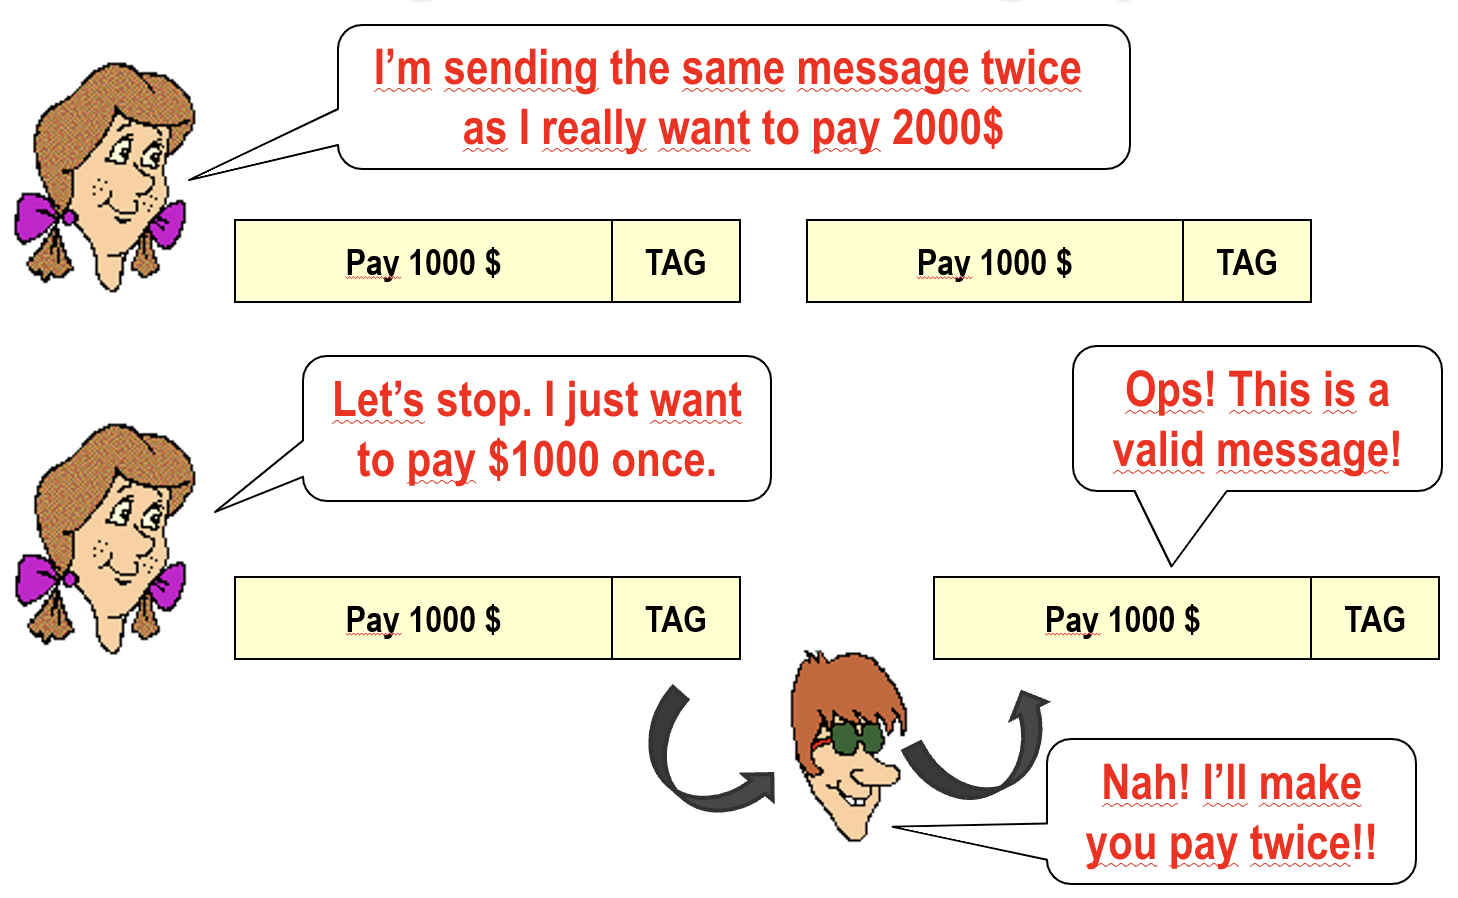 I’m sending the same message twice
as I really want to pay 2000$
Pay 1000 $ TAG Pay 1000 $ TAG
Let’s stop. I just want
to pay $1000 once.
Ops! This is a
valid message!
Pay 1000 $ TAG Pay 1000 $ TAG
Nah! I’ll make
you pay twice!!